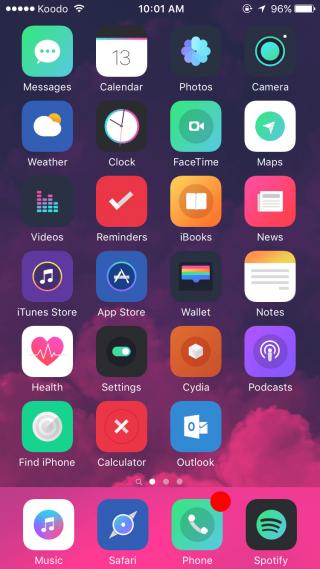 Koodo 10:01 AM 96%
13
Messages Calendar Photos Camera
Weather Clock FaceTime Maps
Videos Reminders iBooks News
iTunes Store App Store Wallet Notes
Health Settings Cydia Podcasts
Find iPhone Calculator Outlook
Music Safari Phone Spotify